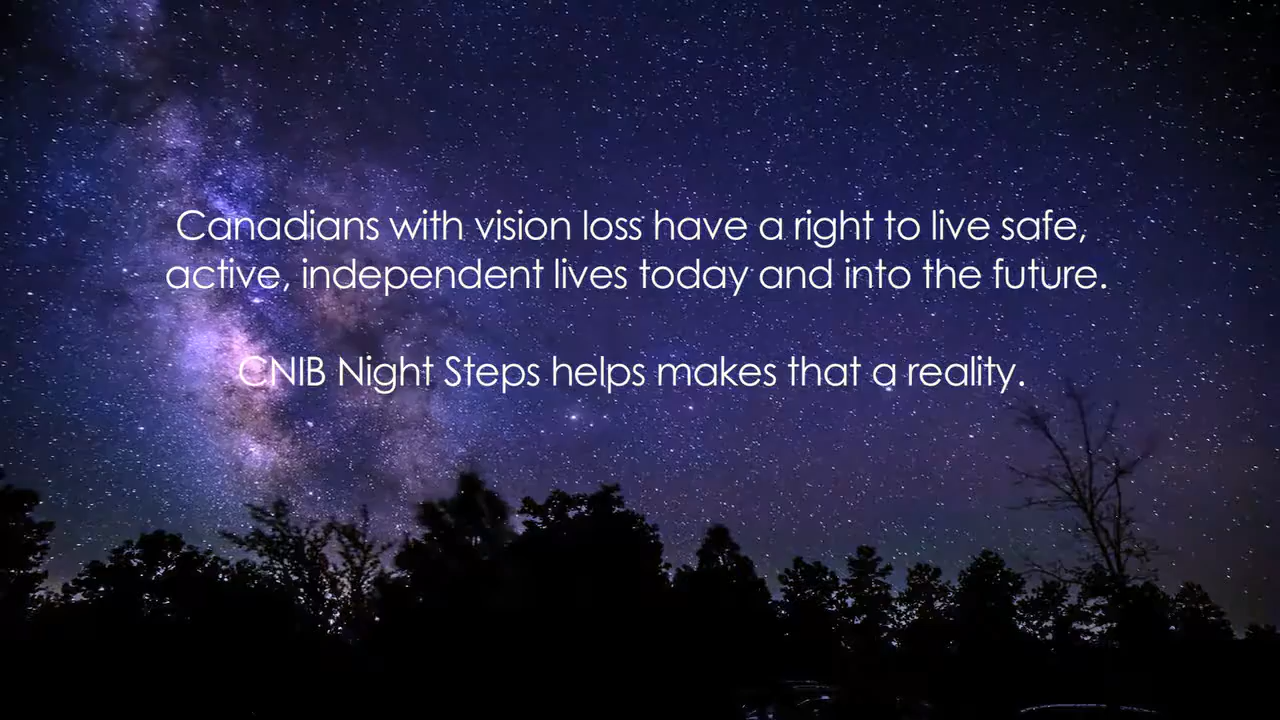 Canadians with vision loss have a right to live safe,
active, independent lives today and into the future.
CNIB Night Steps helps makes that a reality.